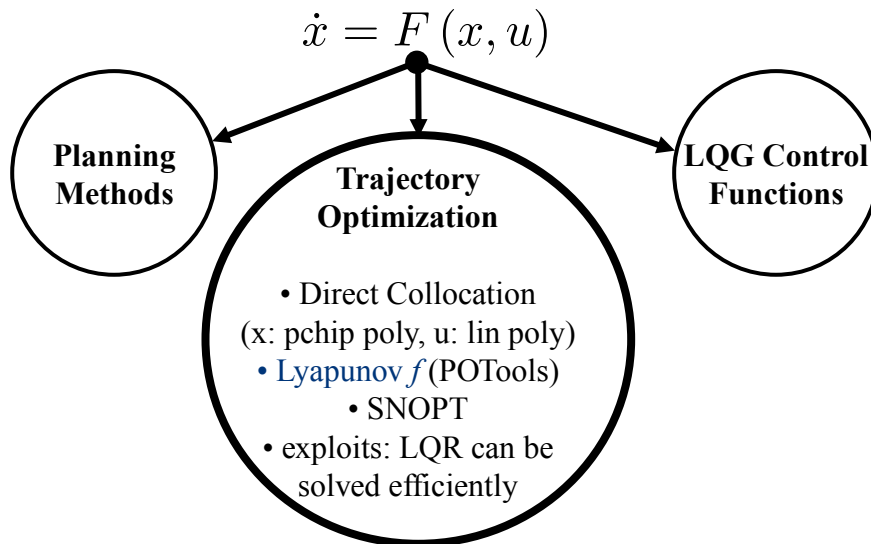 ẋ = F (x, u)
Planning
Methods
Trajectory
Optimization
• Direct Collocation
(x: pchip poly, u: lin poly)
• Lyapunov f (POTools)
• SNOPT
• exploits: LQR can be
solved efficiently
LQG Control
Functions